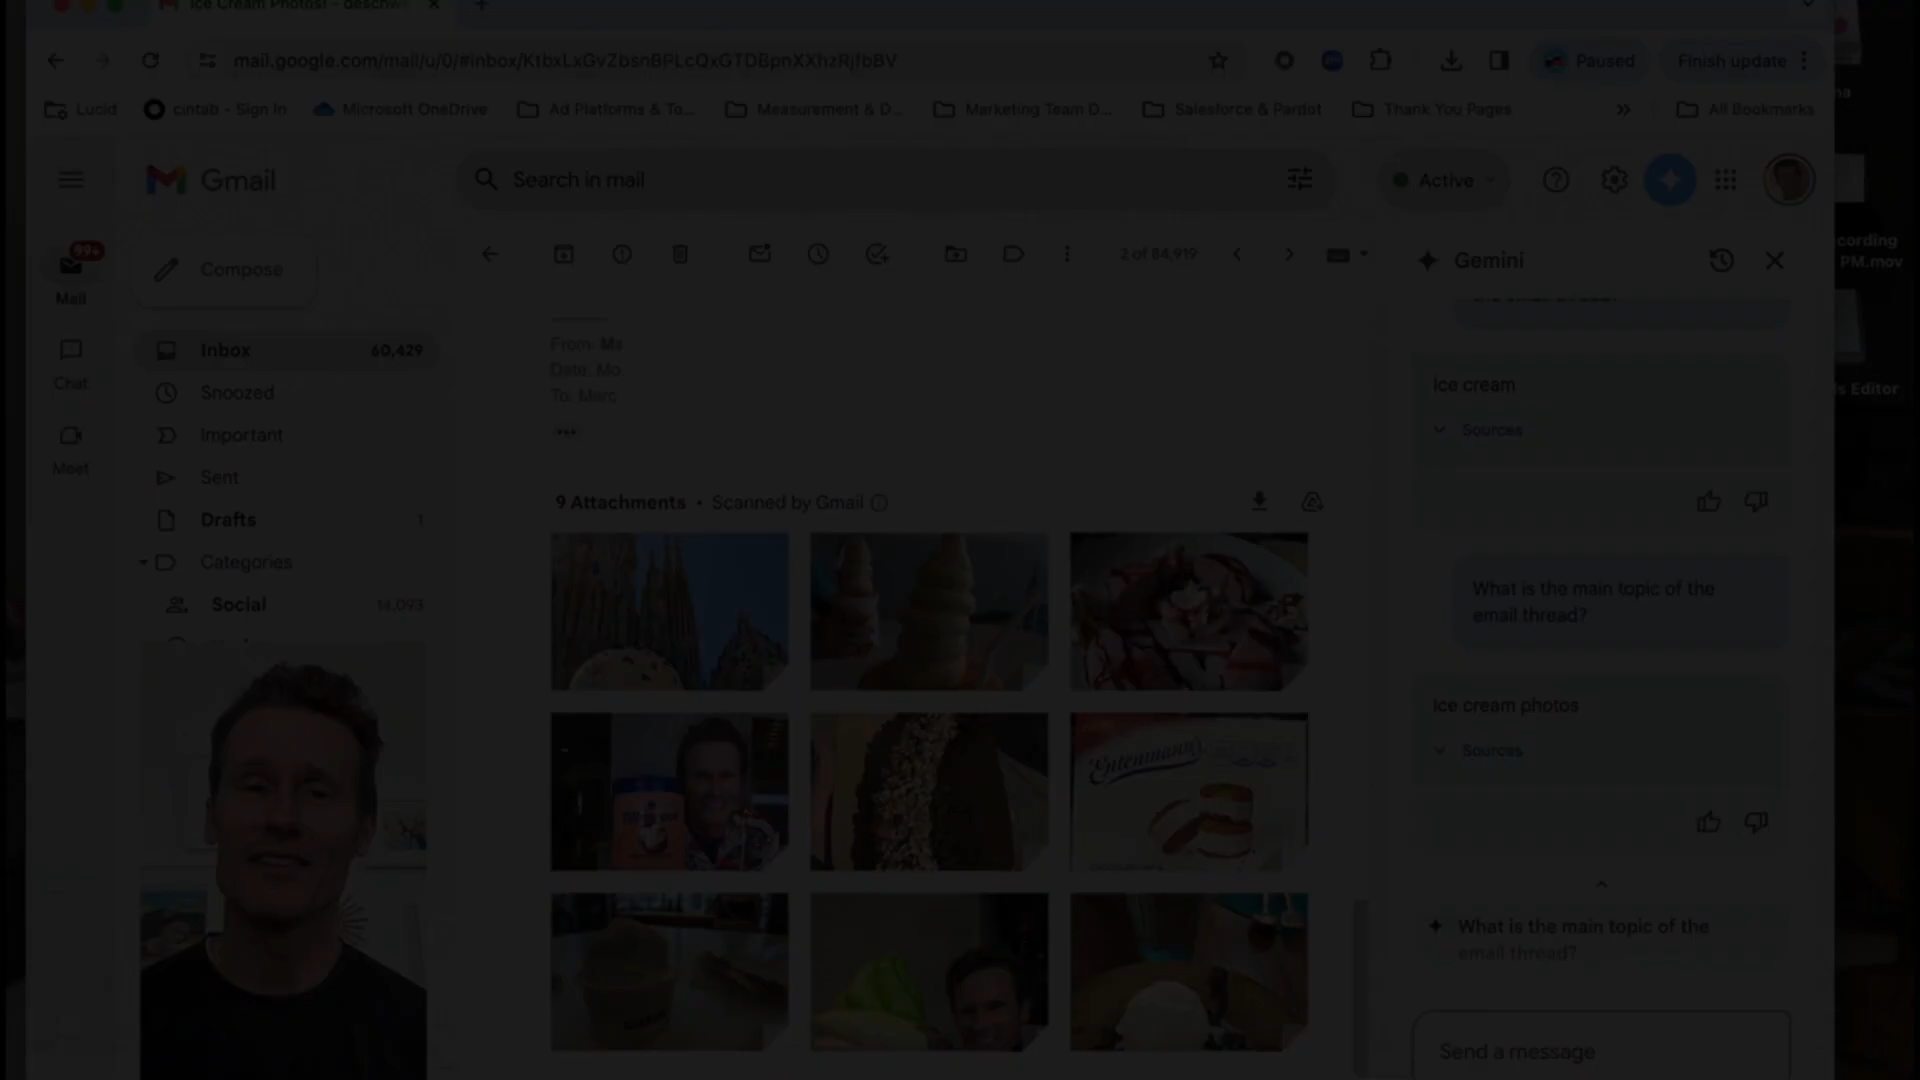 Ice Cream Photos! - deschw
mail.google.com/mail/u/0/#inbox/KtbxLxGvZbsnBPLcQxGTDBpnXXhzRjfbBV
Paused
Finish update
Lucid
cintab - Sign In
Microsoft OneDrive
Ad Platforms & To...
Measurement & D...
Marketing Team D...
Salesforce & Pardot
Thank You Pages
All Bookmarks
Gmail
Search in mail
Active
99+
Mail
Chat
Meet
Compose
Inbox 60,429
Snoozed
Important
Sent
Drafts 1
Categories
Social 14,093
2 of 84,919
From: Ma
Date: Mo
To: Marc
9 Attachments • Scanned by Gmail
Entenmann's
Gemini
Ice cream
Sources
What is the main topic of the
email thread?
Ice cream photos
Sources
What is the main topic of the
email thread?
Send a message
cording
PM.mov
s Editor